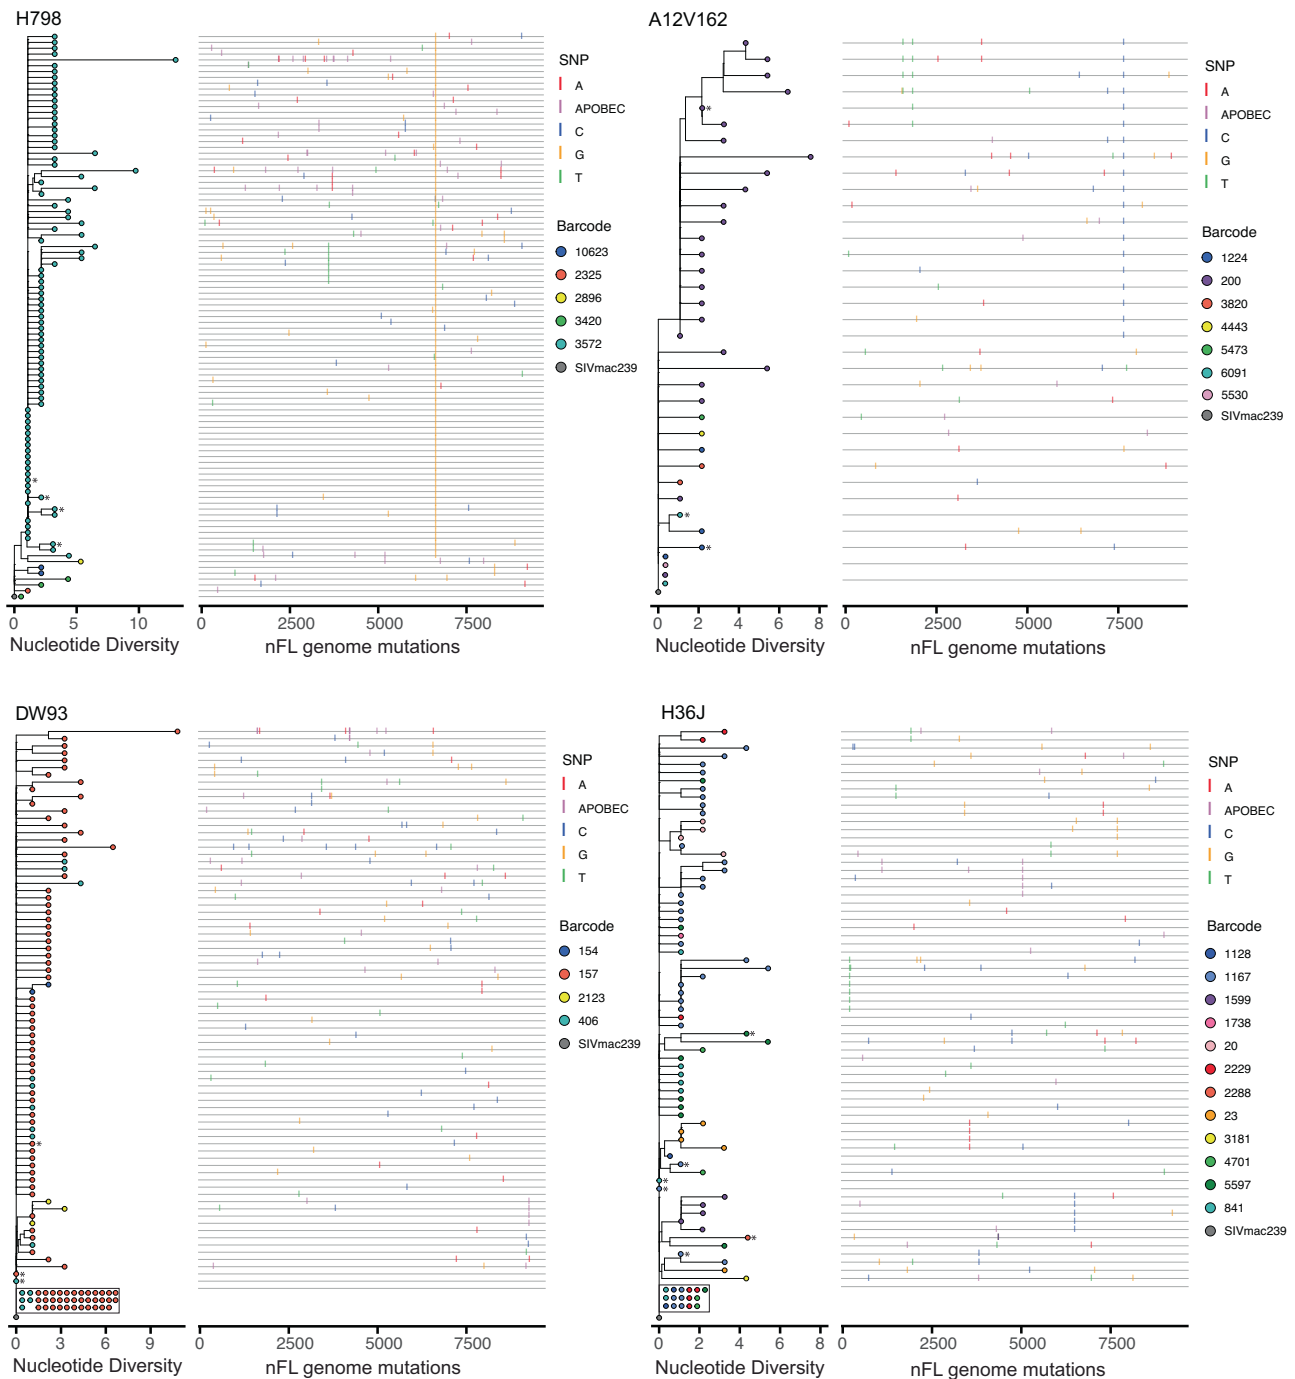 H798
SNP
A
APOBEC
C
G
T
Barcode
10623
2325
2896
3420
3572
SIVmac239
*
*
*
*
0 5 10
Nucleotide Diversity
0 2500 5000 7500
nFL genome mutations
A12V162
SNP
A
APOBEC
C
G
T
Barcode
1224
200
3820
4443
5473
6091
5530
SIVmac239
*
*
*
0 2 4 6 8
Nucleotide Diversity
0 2500 5000 7500
nFL genome mutations
DW93
SNP
A
APOBEC
C
G
T
Barcode
154
157
2123
406
SIVmac239
*
*
*
0 3 6 9
Nucleotide Diversity
0 2500 5000 7500
nFL genome mutations
H36J
SNP
A
APOBEC
C
G
T
Barcode
1128
1167
1599
1738
20
2229
2288
23
3181
4701
5597
841
SIVmac239
*
*
*
*
*
*
0 2 4 6 8
Nucleotide Diversity
0 2500 5000 7500
nFL genome mutations